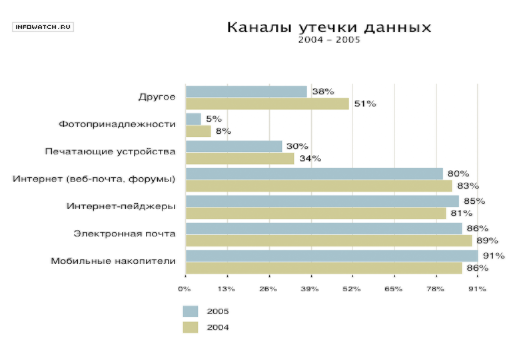 INFOWATCH.RU
Каналы утечки данных
2004 – 2005
Другое
38%
51%
Фотопринадлежности
5%
8%
Печатающие устройства
30%
34%
Интернет (веб-почта, форумы)
80%
83%
Интернет-пейджеры
85%
81%
Электронная почта
86%
89%
Мобильные накопители
91%
86%
0% 13% 26% 39% 52% 65% 78% 91%
2005
2004